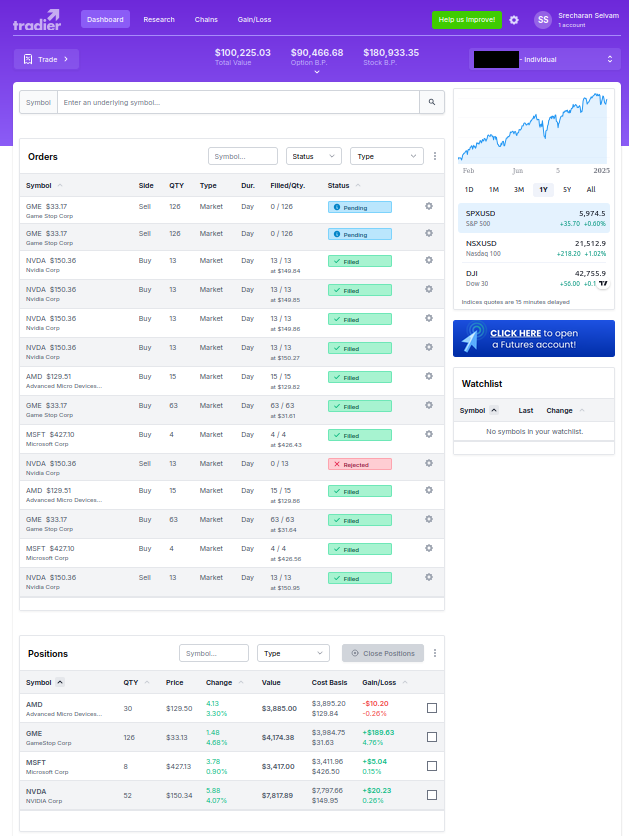 tradier
Dashboard Research Chains Gain/Loss
Help us Improve!
SS
Srecharan Selvam
1 account
Trade
$100,225.03
Total Value
$90,466.68
Option B.P.
$180,933.35
Stock B.P.
- Individual
Symbol Enter an underlying symbol...
Orders
Symbol... Status Type
Symbol Side QTY Type Dur. Filled/Qty. Status
GME $33.17 Sell 126 Market Day 0 / 126 Pending
Game Stop Corp
GME $33.17 Sell 126 Market Day 0 / 126 Pending
Game Stop Corp
NVDA $150.36 Buy 13 Market Day 13 / 13 Filled
Nvidia Corp at $149.84
NVDA $150.36 Buy 13 Market Day 13 / 13 Filled
Nvidia Corp at $149.85
NVDA $150.36 Buy 13 Market Day 13 / 13 Filled
Nvidia Corp at $149.86
NVDA $150.36 Buy 13 Market Day 13 / 13 Filled
Nvidia Corp at $150.27
AMD $129.51 Buy 15 Market Day 15 / 15 Filled
Advanced Micro Devices... at $129.82
GME $33.17 Buy 63 Market Day 63 / 63 Filled
Game Stop Corp at $31.61
MSFT $427.10 Buy 4 Market Day 4 / 4 Filled
Microsoft Corp at $426.43
NVDA $150.36 Sell 13 Market Day 0 / 13 Rejected
Nvidia Corp
AMD $129.51 Buy 15 Market Day 15 / 15 Filled
Advanced Micro Devices... at $129.86
GME $33.17 Buy 63 Market Day 63 / 63 Filled
Game Stop Corp at $31.64
MSFT $427.10 Buy 4 Market Day 4 / 4 Filled
Microsoft Corp at $426.56
NVDA $150.36 Sell 13 Market Day 13 / 13 Filled
Nvidia Corp at $150.95
Positions
Symbol... Type Close Positions
Symbol QTY Price Change Value Cost Basis Gain/Loss
AMD 30 $129.50 4.13 $3,885.00 $3,895.20 -$10.20
Advanced Micro Devices... 3.30% $129.84 -0.26%
GME 126 $33.13 1.48 $4,174.38 $3,984.75 +$189.63
GameStop Corp 4.68% $31.63 4.76%
MSFT 8 $427.13 3.78 $3,417.00 $3,411.96 +$5.04
Microsoft Corp 0.90% $426.50 0.15%
NVDA 52 $150.34 5.88 $7,817.89 $7,797.66 +$20.23
NVIDIA Corp 4.07% $149.95 0.26%
Feb Jun 5 2025
1D 1M 3M 1Y 5Y All
SPXUSD 5,974.5
S&P 500 +35.70 +0.60%
NSXUSD 21,512.9
Nasdaq 100 +218.20 +1.02%
DJI 42,755.9
Dow 30 +56.00 +0.1
Indices quotes are 15 minutes delayed
CLICK HERE to open
a Futures account!
Watchlist
Symbol Last Change
No symbols in your watchlist.